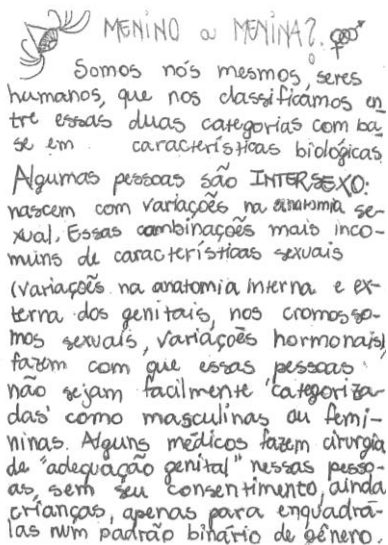 MENINO ou MENINA?
Somos nós mesmos, seres
humanos, que nos classificamos en
tre essas duas categorias com ba_
se em características biológicas
Algumas pessoas são INTERSEXO:
nascem com variações na anatomia se-
xual. Essas combinações mais inco-
muns de características sexuais
(variações na anatomia interna e ex-
terna dos genitais, nos cromosso-
mos sexuais, variações hormonais)
fazem com que essas pessoas
não sejam facilmente 'categoriza-
das' como masculinas ou femi-
ninas. Alguns médicos fazem cirurgia
de "adequação genital" nessas pesso-
as, sem seu consentimento, ainda
crianças, apenas para enquadrá-
las num padrão binário de gênero.